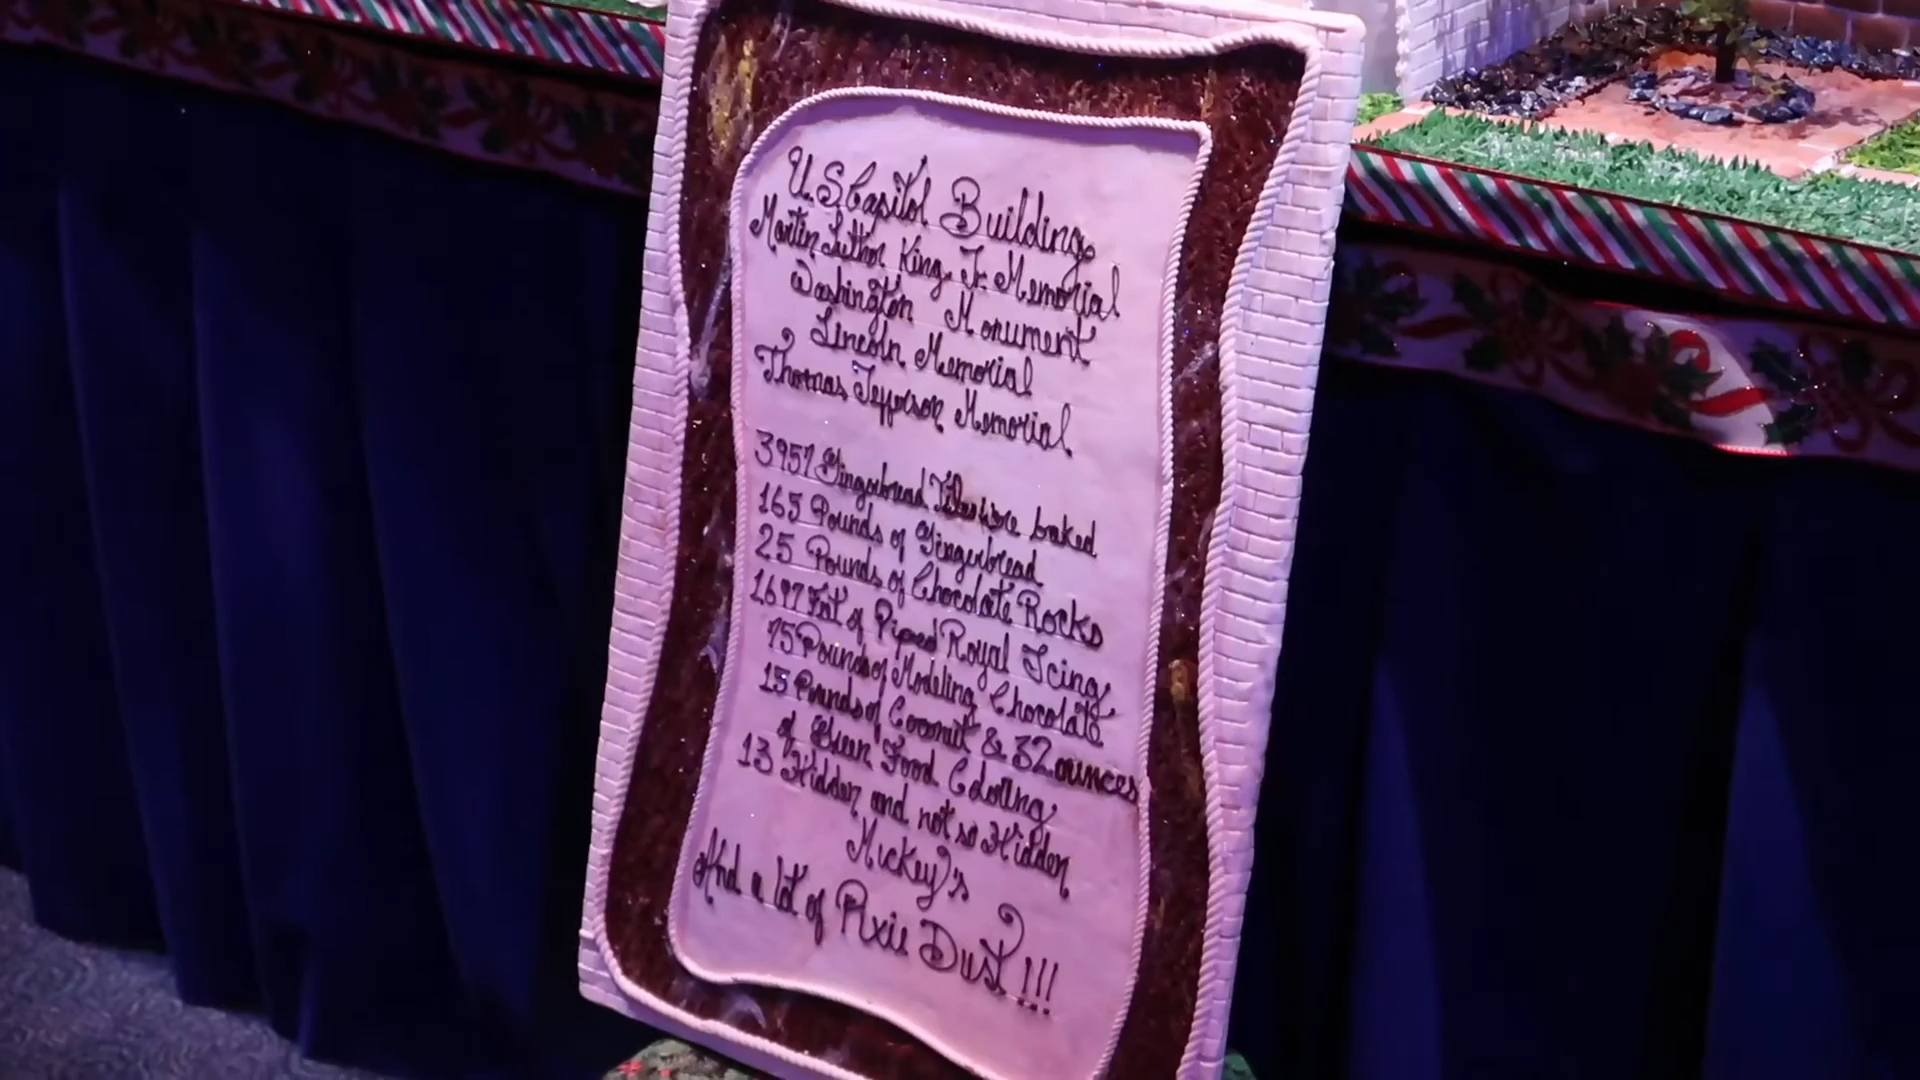 U.S Capitol Building
Martin Luther King Jr Memorial
Washington Monument
Lincoln Memorial
Thomas Jefferson Memorial
3957 Gingerbread Tiles were baked
165 Pounds of Gingerbread
25 Pounds of Chocolate Rocks
1697 Feet of Piped Royal Icing
75 Pounds of Modeling Chocolate
15 Pounds of Coconut & 32 ounces
of Green Food Coloring
13 Hidden and not so Hidden
Mickey's
And a lot of Pixie Dust !!!